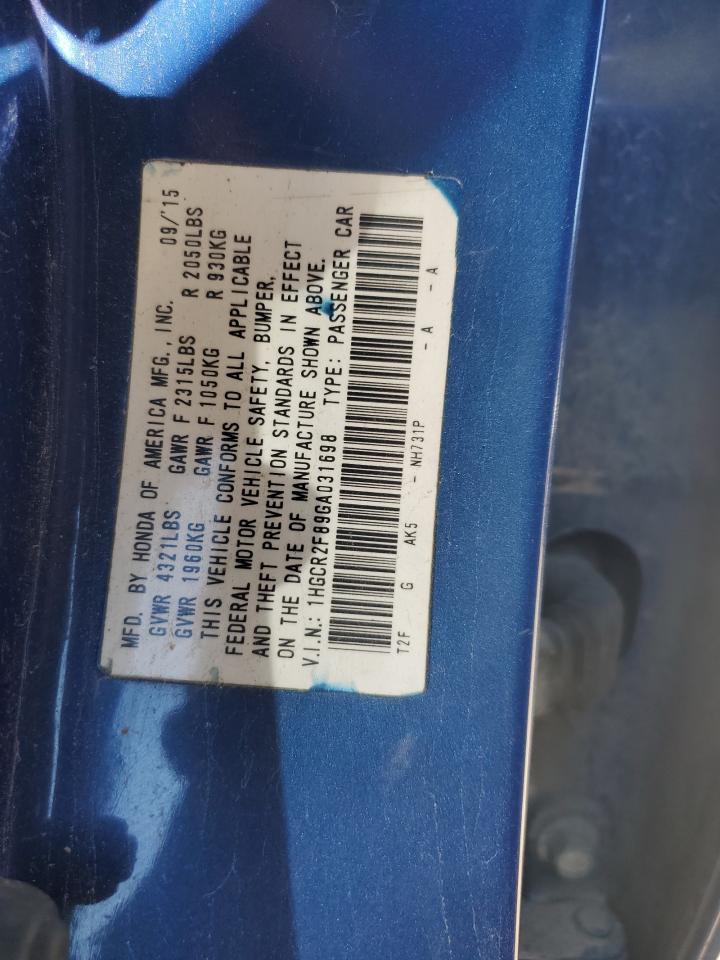 MFD. BY HONDA OF AMERICA MFG., INC. 09/'15
GVWR 4321LBS GAWR F 2315LBS R 2050LBS
GVWR 1960KG GAWR F 1050KG R 930KG
THIS VEHICLE CONFORMS TO ALL APPLICABLE
FEDERAL MOTOR VEHICLE SAFETY, BUMPER,
AND THEFT PREVENTION STANDARDS IN EFFECT
ON THE DATE OF MANUFACTURE SHOWN ABOVE.
V.I.N.: 1HGCR2F89GA031698 TYPE: PASSENGER CAR
T2F G AK5 - NH731P - A - A